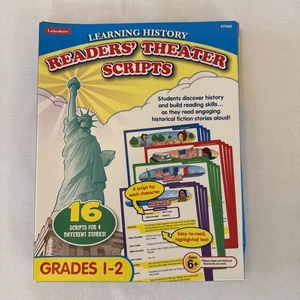 Lakeshore
PP588
LEARNING HISTORY
READERS' THEATER
SCRIPTS
Students discover history
and build reading skills...
as they read engaging
historical fiction stories aloud!
A script for
each character
16
SCRIPTS FOR 4
DIFFERENT STORIES!
Easy-to-read,
highlighted text!
GRADES 1-2
Ages
6+